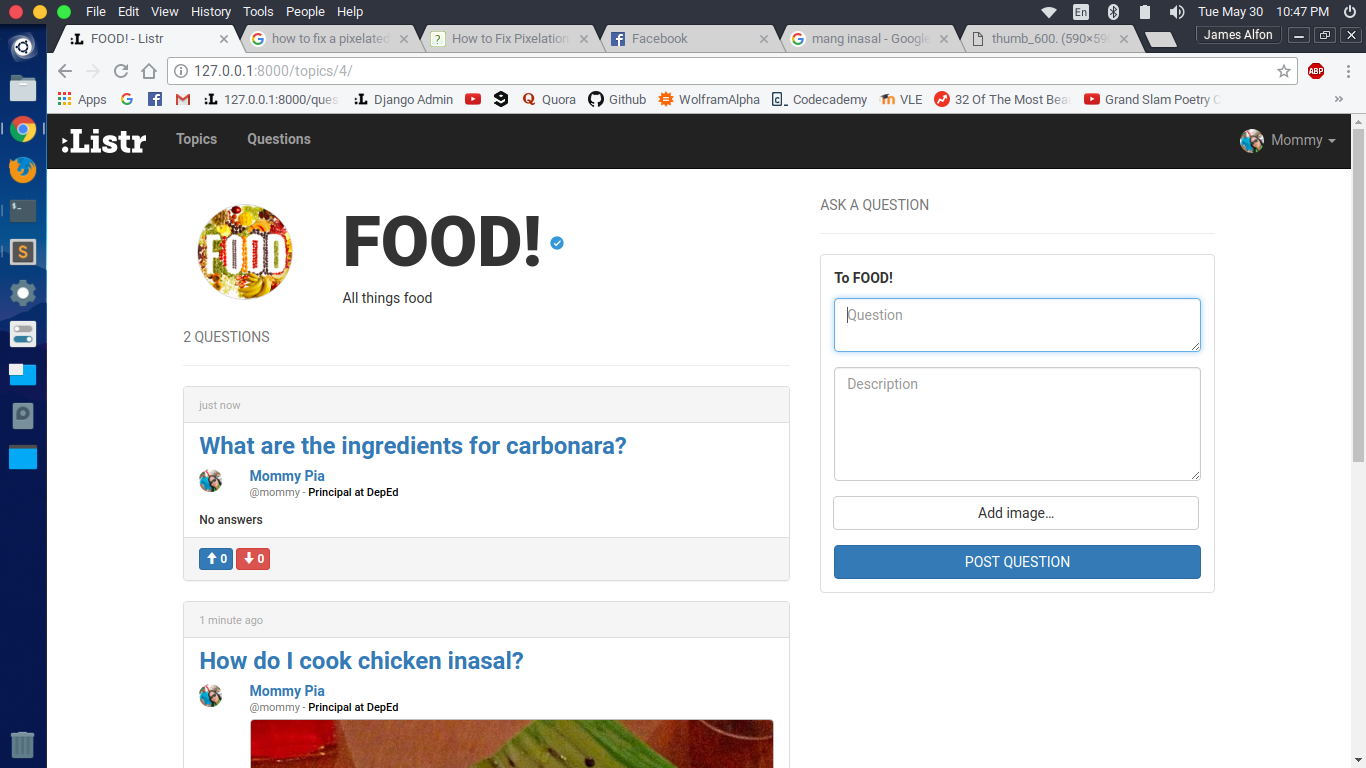 File Edit View History Tools People Help
En
Tue May 30 10:47 PM
:L FOOD! - Listr
how to fix a pixelated
How to Fix Pixelation
Facebook
mang inasal - Google
thumb_600. (590×590
James Alfon
127.0.0.1:8000/topics/4/
ABP
Apps
:L 127.0.0.1:8000/ques
:L Django Admin
Quora
Github
WolframAlpha
Codecademy
VLE
32 Of The Most Bea
Grand Slam Poetry C
:Listr
Topics
Questions
Mommy
FOOD
FOOD!
All things food
2 QUESTIONS
just now
What are the ingredients for carbonara?
Mommy Pia
@mommy - Principal at DepEd
No answers
0 0
1 minute ago
How do I cook chicken inasal?
Mommy Pia
@mommy - Principal at DepEd
ASK A QUESTION
To FOOD!
Question
Description
Add image…
POST QUESTION